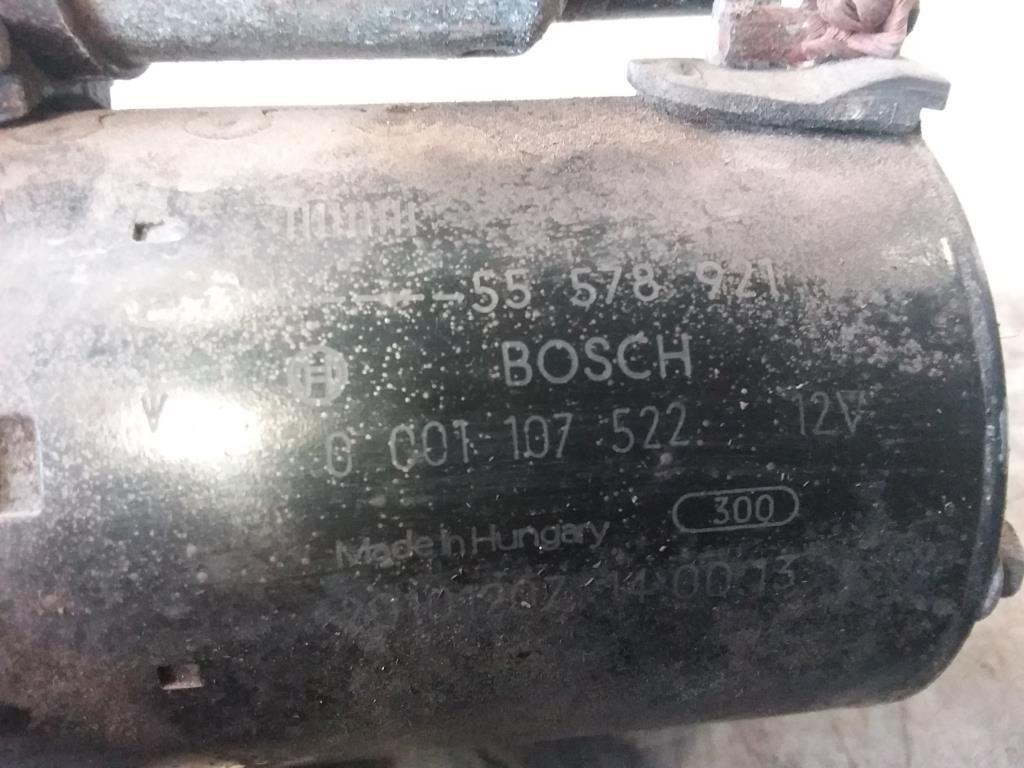 55 578 921
BOSCH
0 001 107 522 12V
300
Made in Hungary